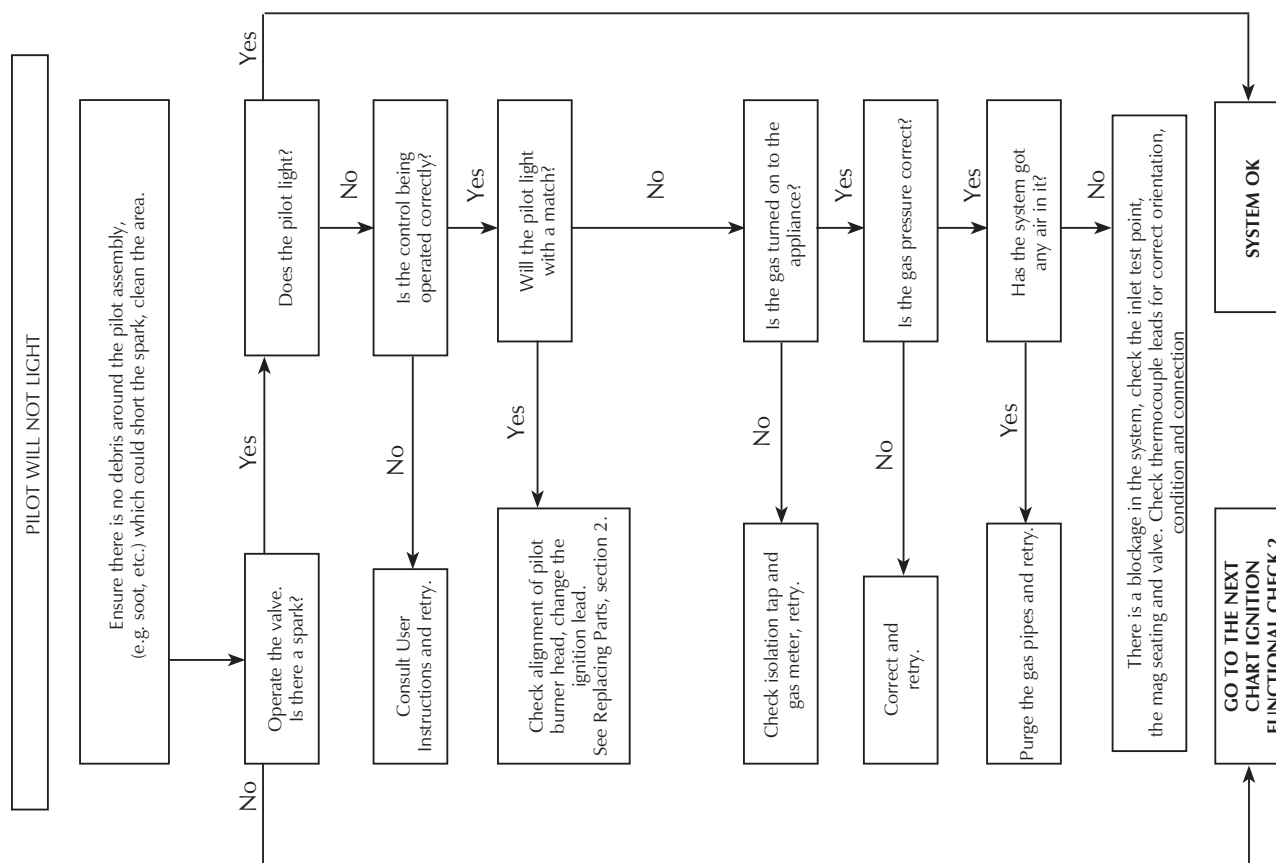 PILOT WILL NOT LIGHT
Ensure there is no debris around the pilot assembly,
(e.g. soot, etc.) which could short the spark, clean the area.
Operate the valve.
Is there a spark?
Yes
No
Does the pilot light?
Yes
No
Is the control being
operated correctly?
No
Yes
Consult User
Instructions and retry.
Will the pilot light
with a match?
Yes
No
Check alignment of pilot
burner head, change the
ignition lead.
See Replacing Parts, section 2.
Is the gas turned on to the
appliance?
No
Yes
Check isolation tap and
gas meter, retry.
Is the gas pressure correct?
No
Yes
Correct and
retry.
Has the system got
any air in it?
Yes
No
Purge the gas pipes and retry.
There is a blockage in the system, check the inlet test point,
the mag seating and valve. Check thermocouple leads for correct orientation,
condition and connection
GO TO THE NEXT
CHART IGNITION
FUNCTIONAL CHECK 2
SYSTEM OK